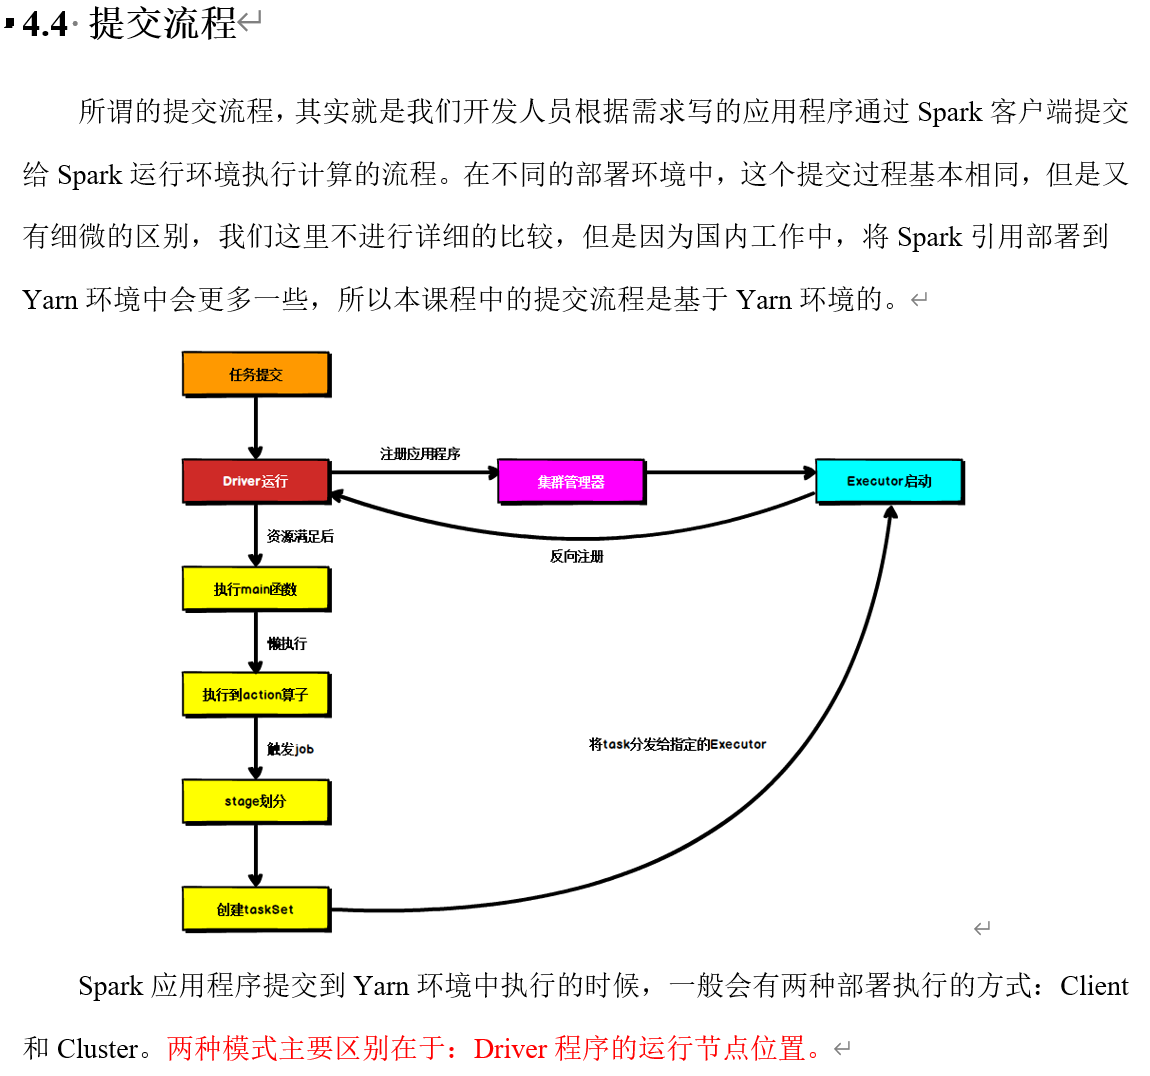 4.4 提交流程
所谓的提交流程，其实就是我们开发人员根据需求写的应用程序通过 Spark 客户端提交
给 Spark 运行环境执行计算的流程。在不同的部署环境中，这个提交过程基本相同，但是又
有细微的区别，我们这里不进行详细的比较，但是因为国内工作中，将 Spark 引用部署到
Yarn 环境中会更多一些，所以本课程中的提交流程是基于 Yarn 环境的。
任务提交
注册应用程序
Driver运行
集群管理器
Executor启动
资源满足后
反向注册
执行main函数
懒执行
执行到action算子
触发job
将task分发给指定的Executor
stage划分
创建taskSet
Spark 应用程序提交到 Yarn 环境中执行的时候，一般会有两种部署执行的方式：Client
和 Cluster。两种模式主要区别在于：Driver 程序的运行节点位置。